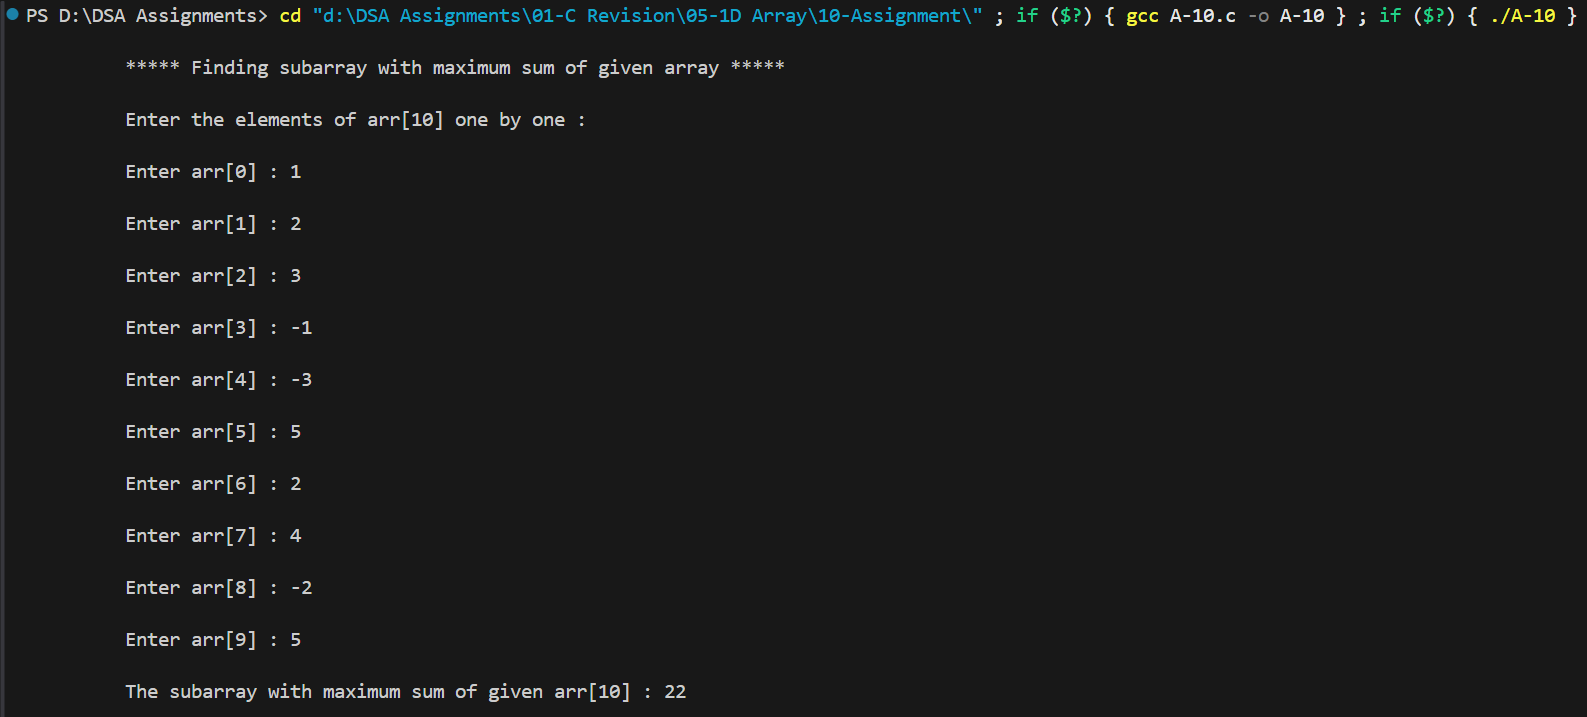 PS D:\DSA Assignments> cd "d:\DSA Assignments\01-C Revision\05-1D Array\10-Assignment\" ; if ($?) { gcc A-10.c -o A-10 } ; if ($?) { ./A-10 }
***** Finding subarray with maximum sum of given array *****
Enter the elements of arr[10] one by one :
Enter arr[0] : 1
Enter arr[1] : 2
Enter arr[2] : 3
Enter arr[3] : -1
Enter arr[4] : -3
Enter arr[5] : 5
Enter arr[6] : 2
Enter arr[7] : 4
Enter arr[8] : -2
Enter arr[9] : 5
The subarray with maximum sum of given arr[10] : 22